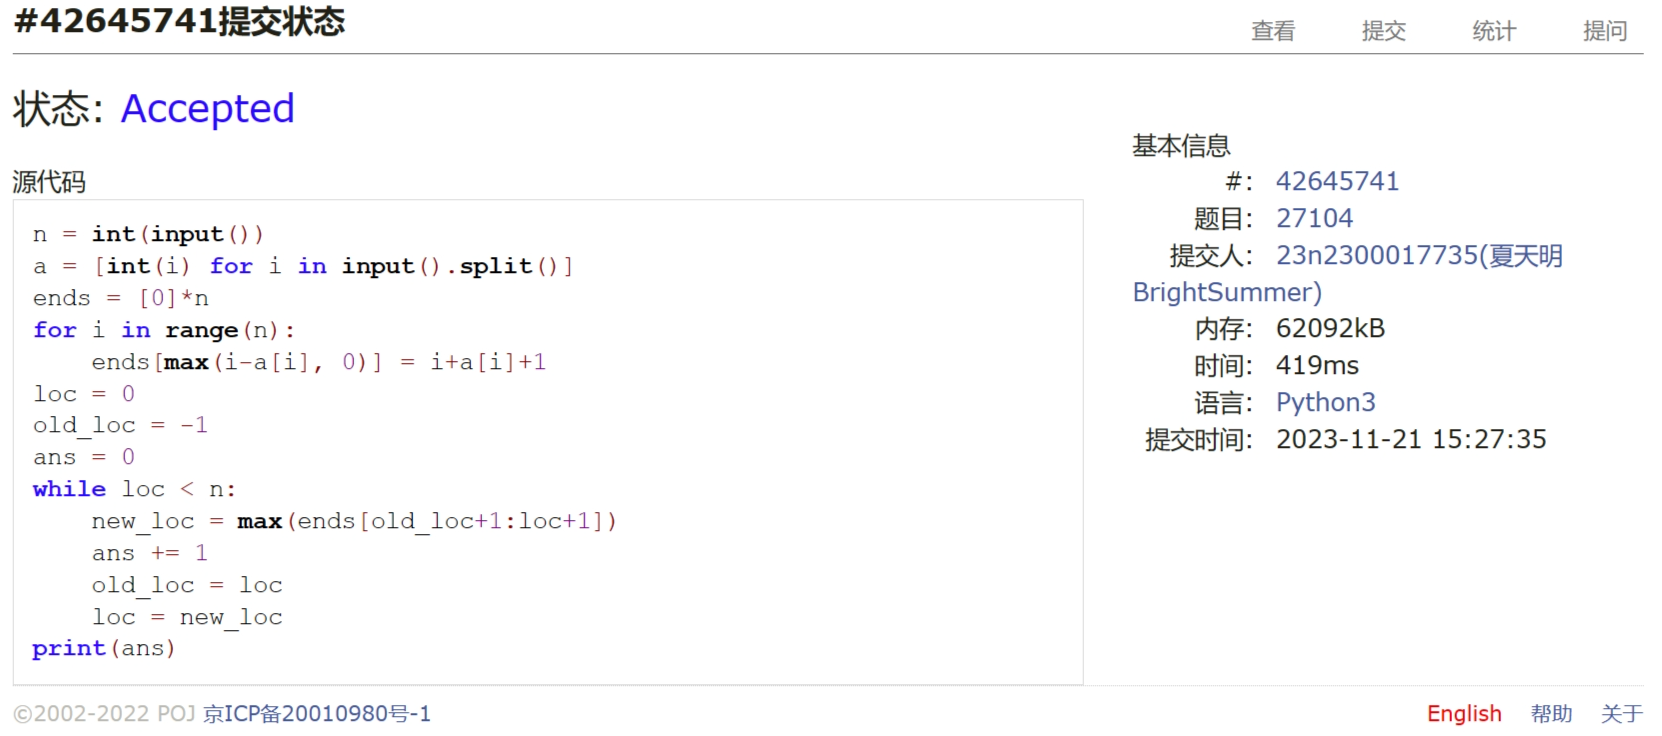 #42645741提交状态
查看 提交 统计 提问
状态: Accepted
源代码
n = int(input())
a = [int(i) for i in input().split()]
ends = [0]*n
for i in range(n):
    ends[max(i-a[i], 0)] = i+a[i]+1
loc = 0
old_loc = -1
ans = 0
while loc < n:
    new_loc = max(ends[old_loc+1:loc+1])
    ans += 1
    old_loc = loc
    loc = new_loc
print(ans)
基本信息
#: 42645741
题目: 27104
提交人: 23n2300017735(夏天明
BrightSummer)
内存: 62092kB
时间: 419ms
语言: Python3
提交时间: 2023-11-21 15:27:35
©2002-2022 POJ 京ICP备20010980号-1
English 帮助 关于